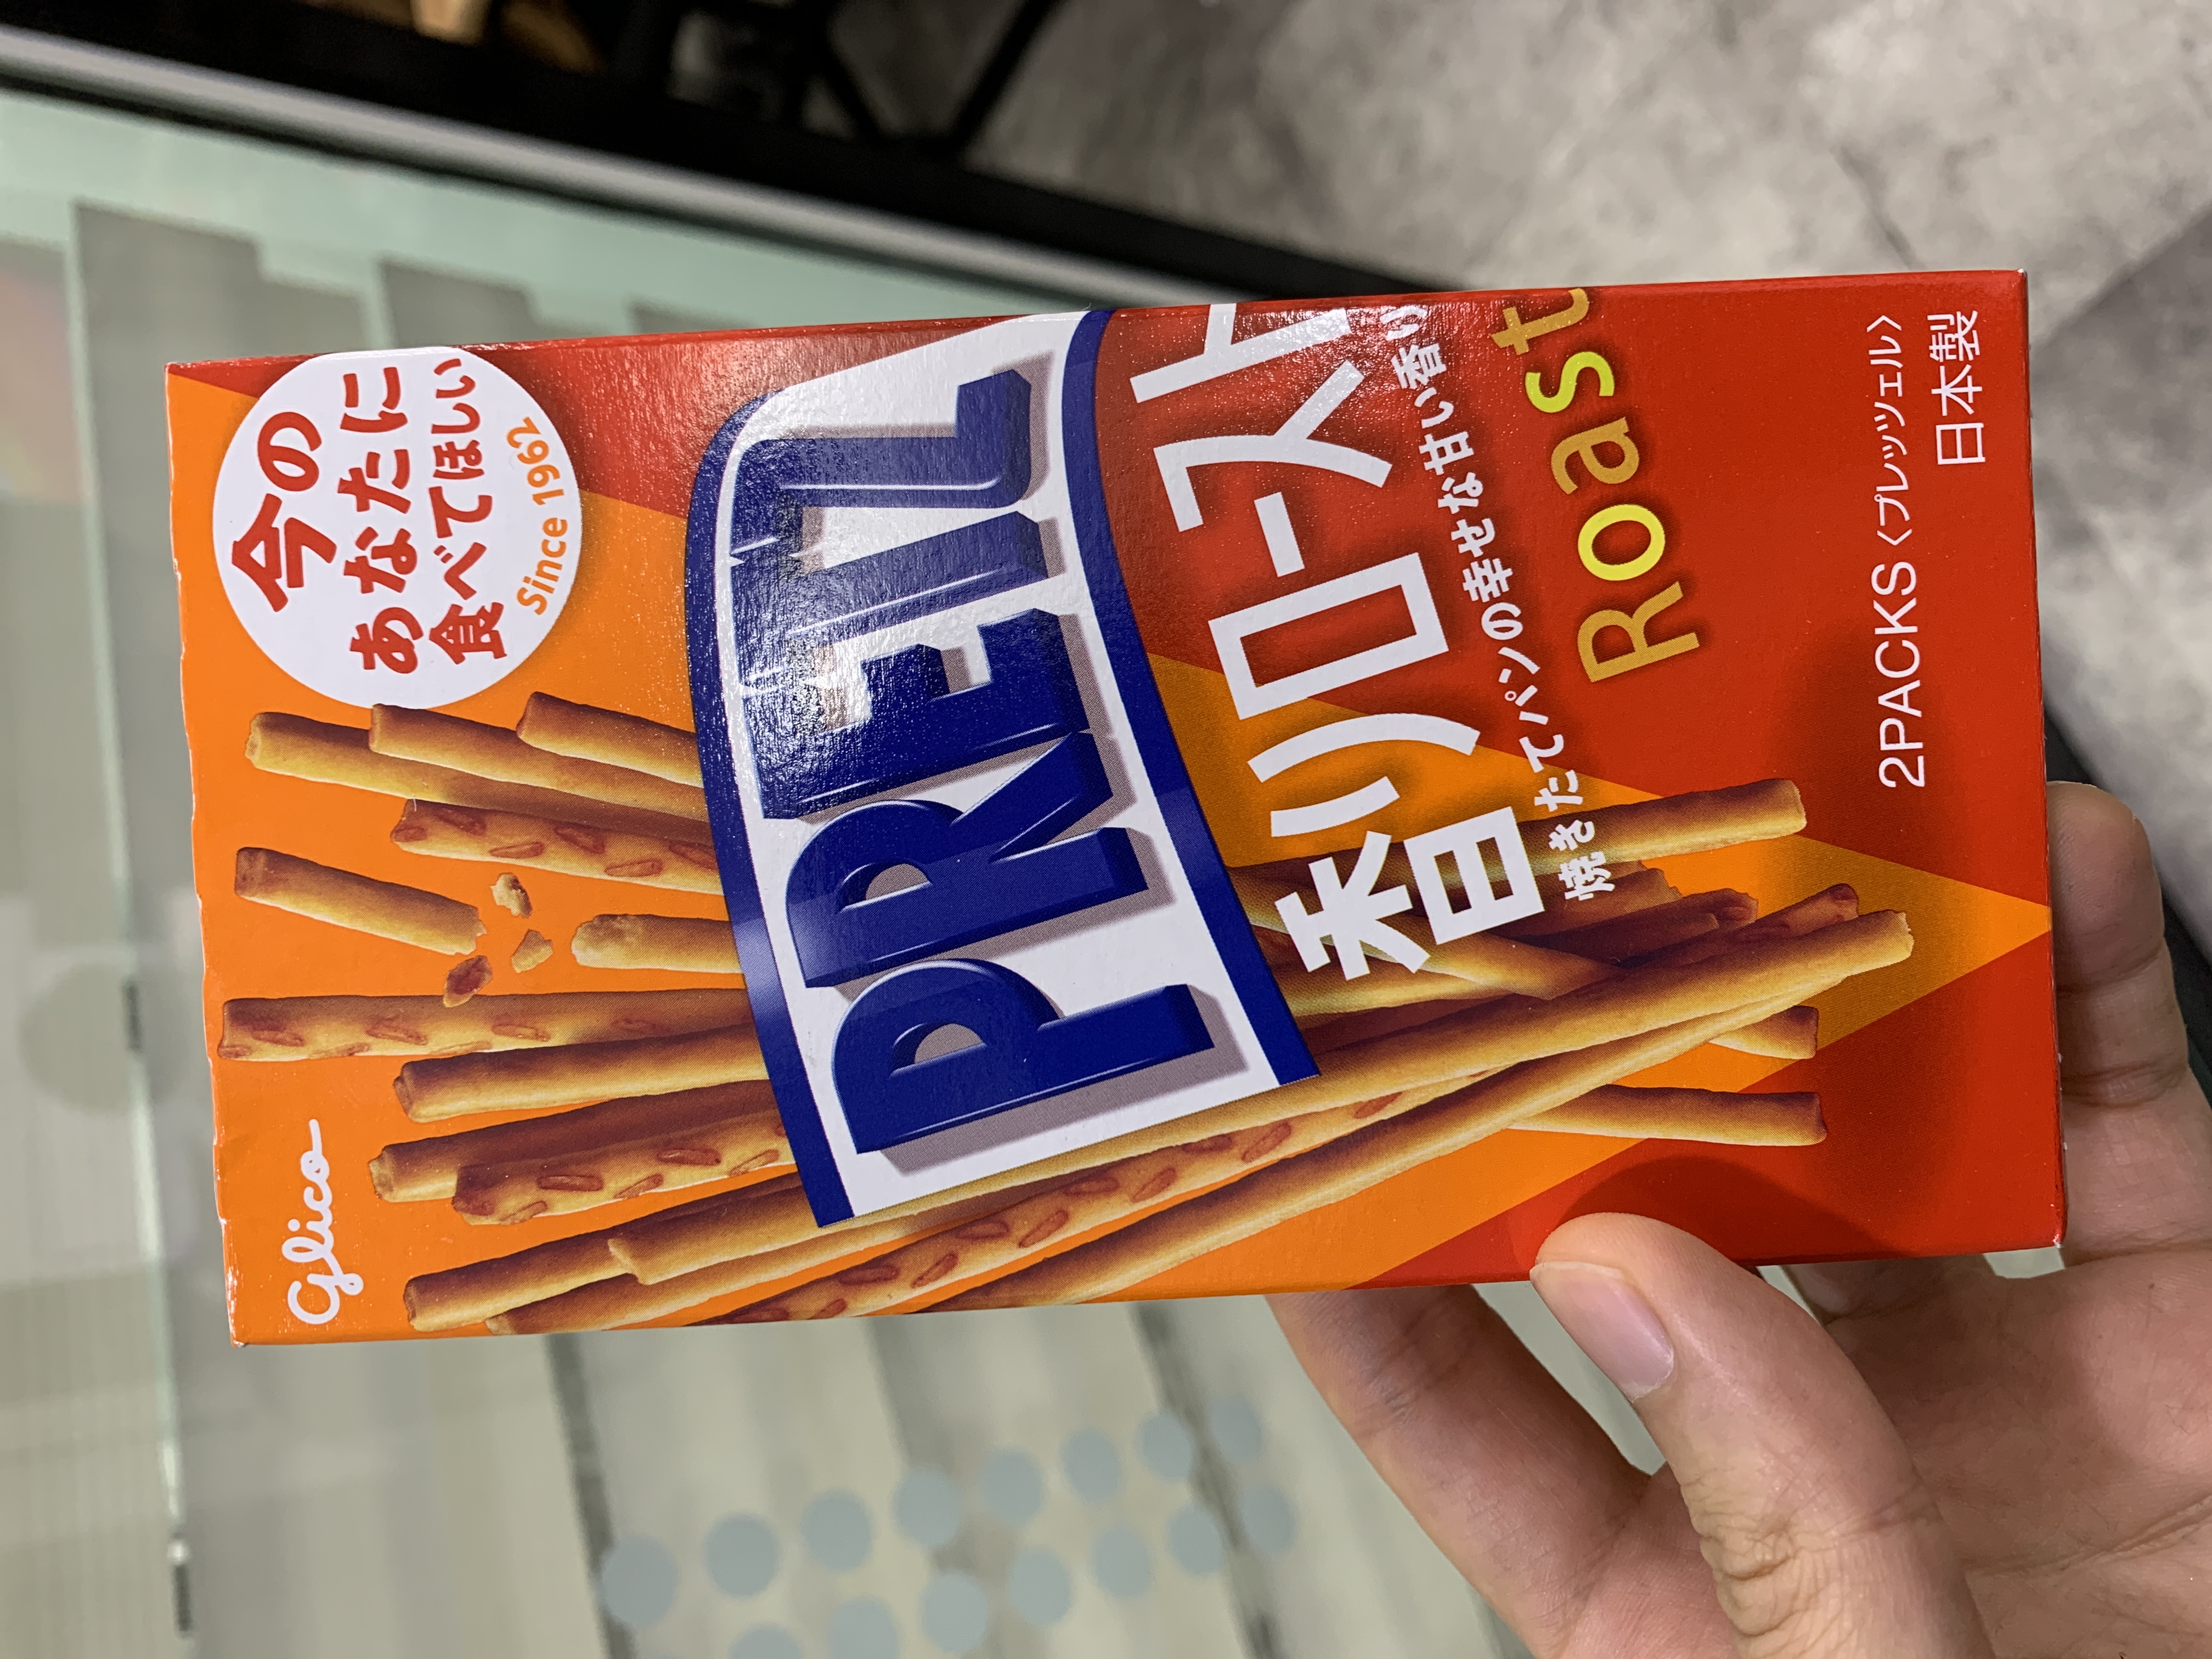 Glico
今の
あなたに
食べてほしい
Since 1962
PRETZ
香りロースト
焼きたてパンの幸せな甘い香り
Roast
2PACKS〈プレッツェル〉
日本製